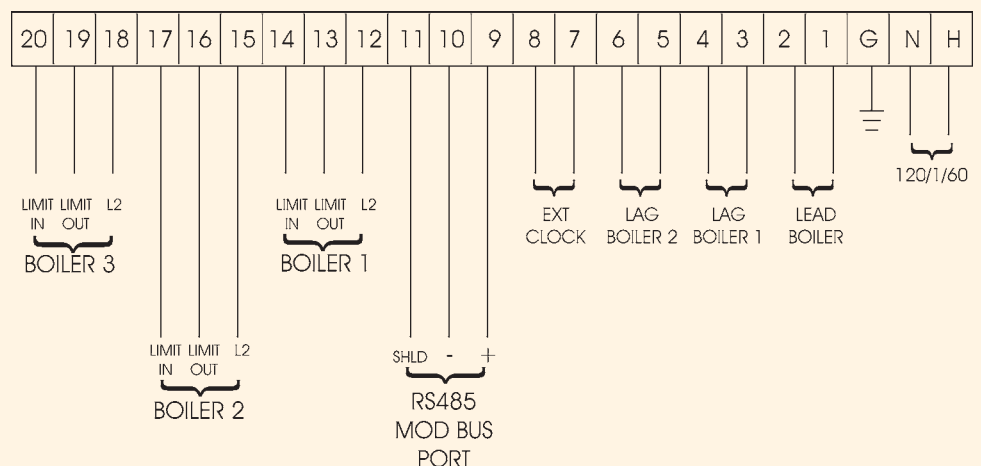 20 19 18 17 16 15 14 13 12 11 10 9 8 7 6 5 4 3 2 1 G N H
120/1/60
LIMIT LIMIT L2
IN OUT
BOILER 3
LIMIT LIMIT L2
IN OUT
BOILER 1
EXT
CLOCK
LAG
BOILER 2
LAG
BOILER 1
LEAD
BOILER
LIMIT LIMIT L2
IN OUT
BOILER 2
SHLD - +
RS485
MOD BUS
PORT